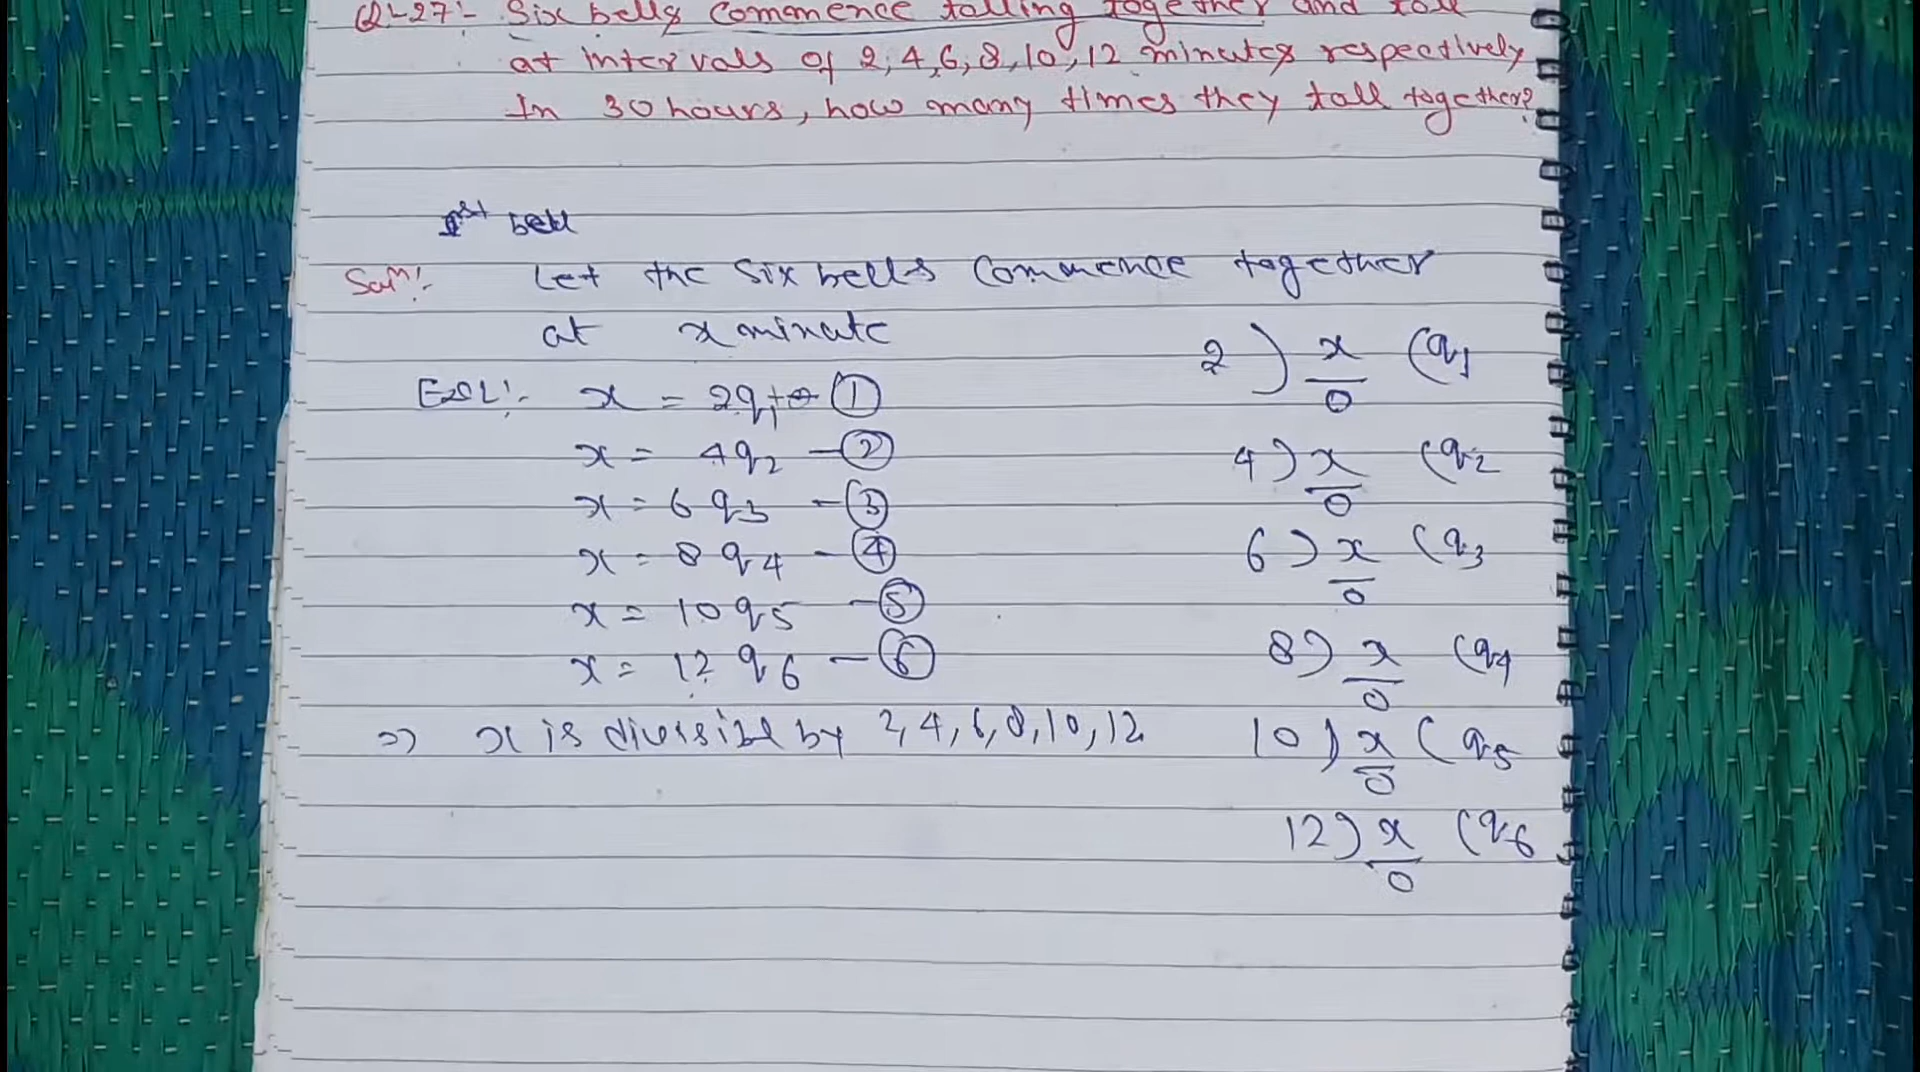 Q-27:- Six bells commence tolling together and toll
at intervals of 2, 4, 6, 8, 10, 12 minutes respectively
In 30 hours, how many times they tall together?
1st bell
Solⁿ:- Let the six bells commence together
at x minute
EDL:- x = 2q₁+0 ①
x = 4q₂ - ②
x = 6q₃ - ③
x = 8q₄ - ④
x = 10q₅ - ⑤
x = 12q₆ - ⑥
=> x is divisible by 2, 4, 6, 8, 10, 12
2 ) x ( q₁
0
4 ) x ( q₂
0
6 ) x ( q₃
0
8 ) x ( q₄
0
10 ) x ( q₅
0
12 ) x ( q₆
0